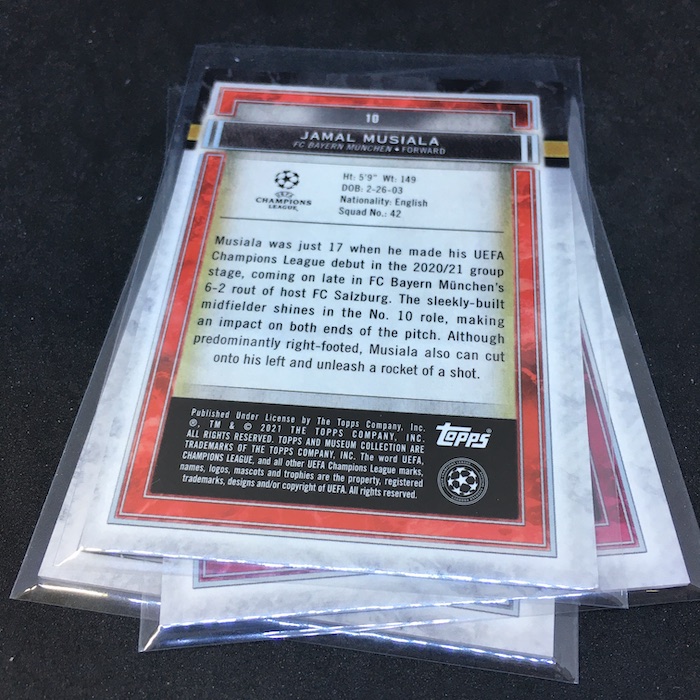 10
JAMAL MUSIALA
FC BAYERN MÜNCHEN • FORWARD
CHAMPIONS
LEAGUE
Ht: 5'9" Wt: 149
DOB: 2-26-03
Nationality: English
Squad No.: 42
Musiala was just 17 when he made his UEFA
Champions League debut in the 2020/21 group
stage, coming on late in FC Bayern München's
6-2 rout of host FC Salzburg. The sleekly-built
midfielder shines in the No. 10 role, making
an impact on both ends of the pitch. Although
predominantly right-footed, Musiala also can cut
onto his left and unleash a rocket of a shot.
Published Under License by The Topps Company, Inc.
®, TM & © 2021 THE TOPPS COMPANY, INC.
ALL RIGHTS RESERVED. TOPPS AND MUSEUM COLLECTION ARE
TRADEMARKS OF THE TOPPS COMPANY, INC. The word UEFA,
CHAMPIONS LEAGUE, and all other UEFA Champions League marks,
names, logos, mascots and trophies are the property, registered
trademarks, designs and/or copyright of UEFA. All rights reserved.
topps